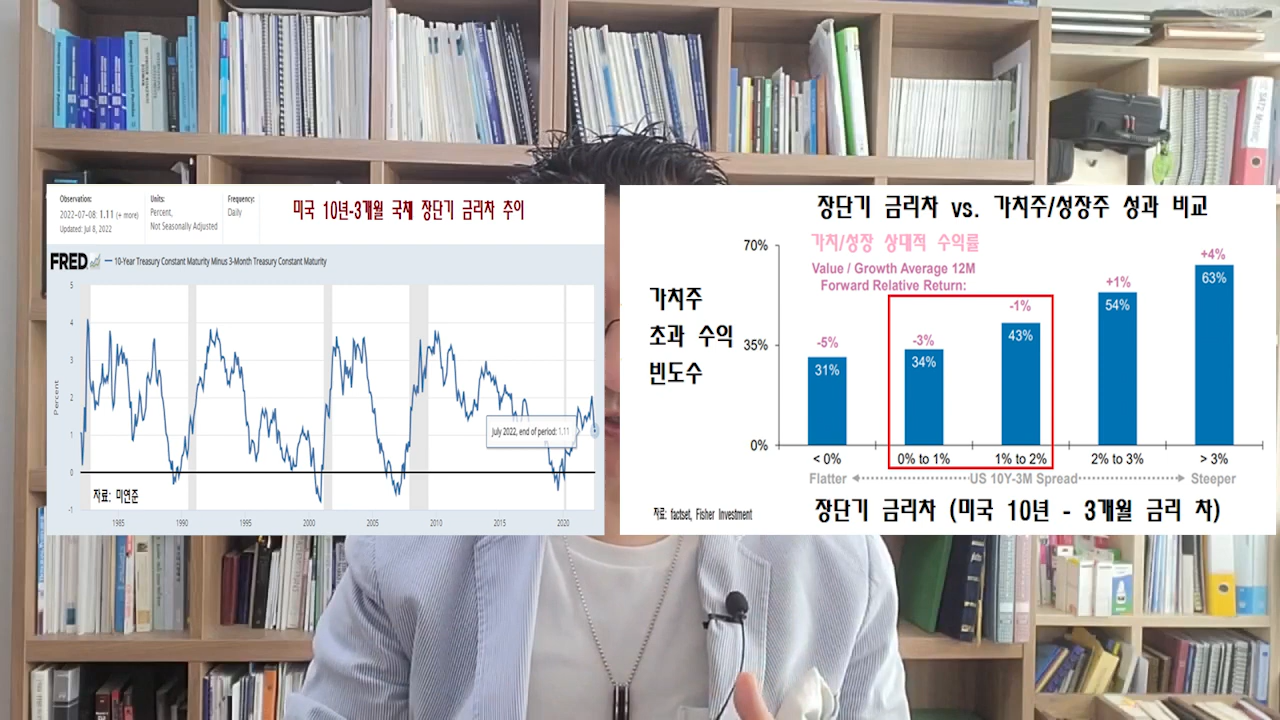 Observation:
2022-07-08: 1.11 (+ more)
Updated: Jul 8, 2022
Units:
Percent,
Not Seasonally Adjusted
Frequency:
Daily
미국 10년-3개월 국채 장단기 금리차 추이
FRED
10-Year Treasury Constant Maturity Minus 3-Month Treasury Constant Maturity
Percent
5
4
3
2
1
0
-1
July 2022, end of period: 1.11
자료: 미연준
1985
1990
1995
2000
2005
2010
2015
2020
장단기 금리차 vs. 가치주/성장주 성과 비교
가치/성장 상대적 수익률
Value / Growth Average 12M
Forward Relative Return:
가치주
초과 수익
빈도수
70%
35%
0%
-5%
31%
-3%
34%
-1%
43%
+1%
54%
+4%
63%
< 0%
0% to 1%
1% to 2%
2% to 3%
> 3%
Flatter
US 10Y-3M Spread
Steeper
자료: factset, Fisher Investment
장단기 금리차 (미국 10년 - 3개월 금리 차)